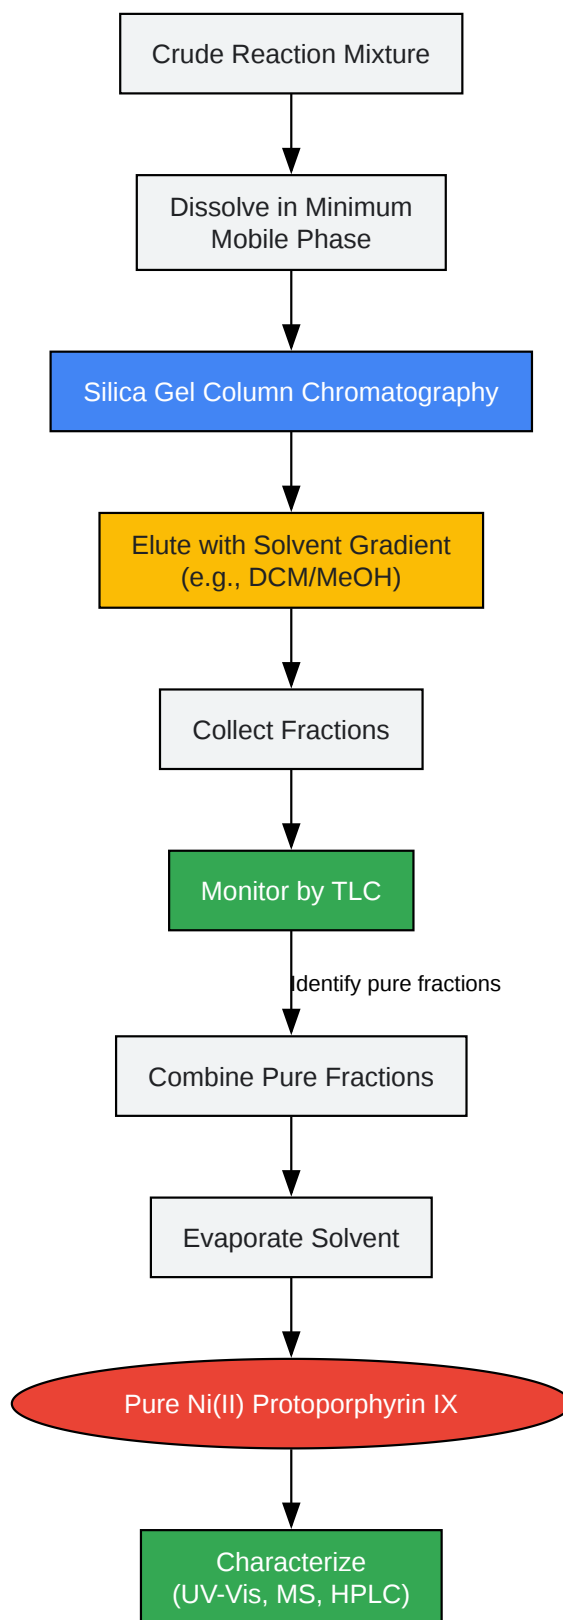 Crude Reaction Mixture
Dissolve in Minimum
Mobile Phase
Silica Gel Column Chromatography
Elute with Solvent Gradient
(e.g., DCM/MeOH)
Collect Fractions
Monitor by TLC
Identify pure fractions
Combine Pure Fractions
Evaporate Solvent
Pure Ni(II) Protoporphyrin IX
Characterize
(UV-Vis, MS, HPLC)